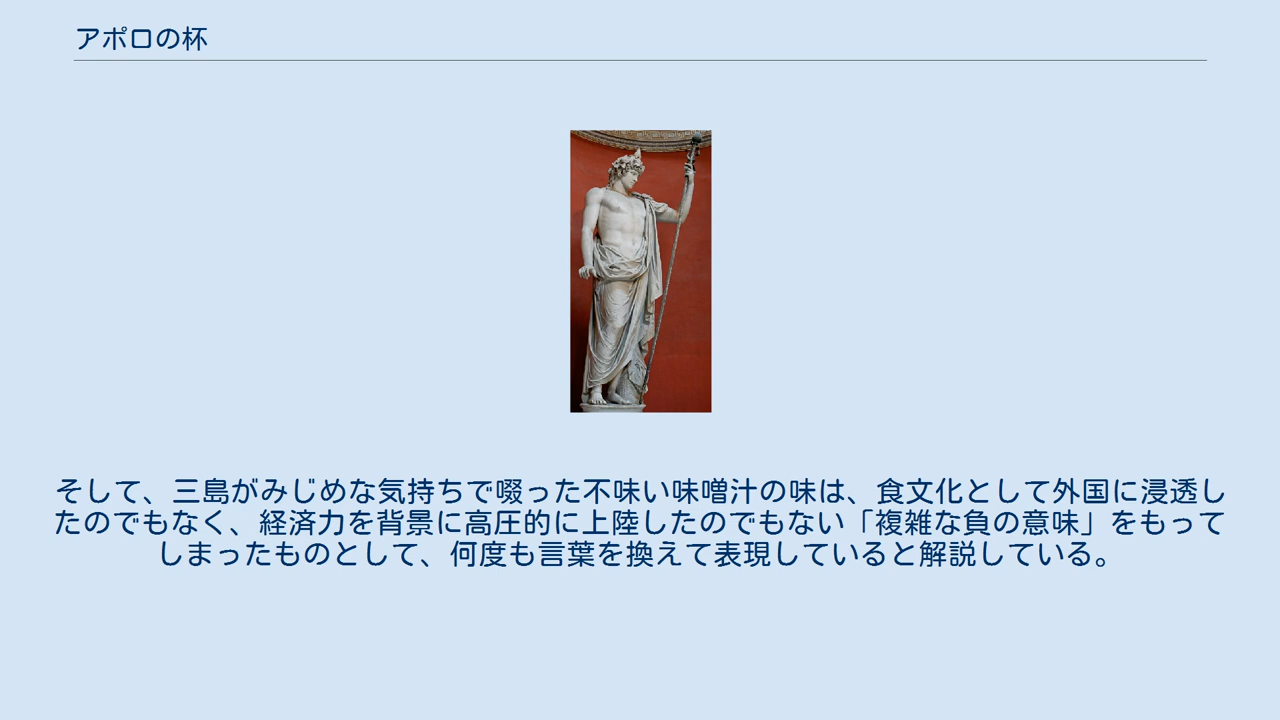 アポロの杯
そして、三島がみじめな気持ちで啜った不味い味噌汁の味は、食文化として外国に浸透し
たのでもなく、経済力を背景に高圧的に上陸したのでもない「複雑な負の意味」をもって
しまったものとして、何度も言葉を換えて表現していると解説している。